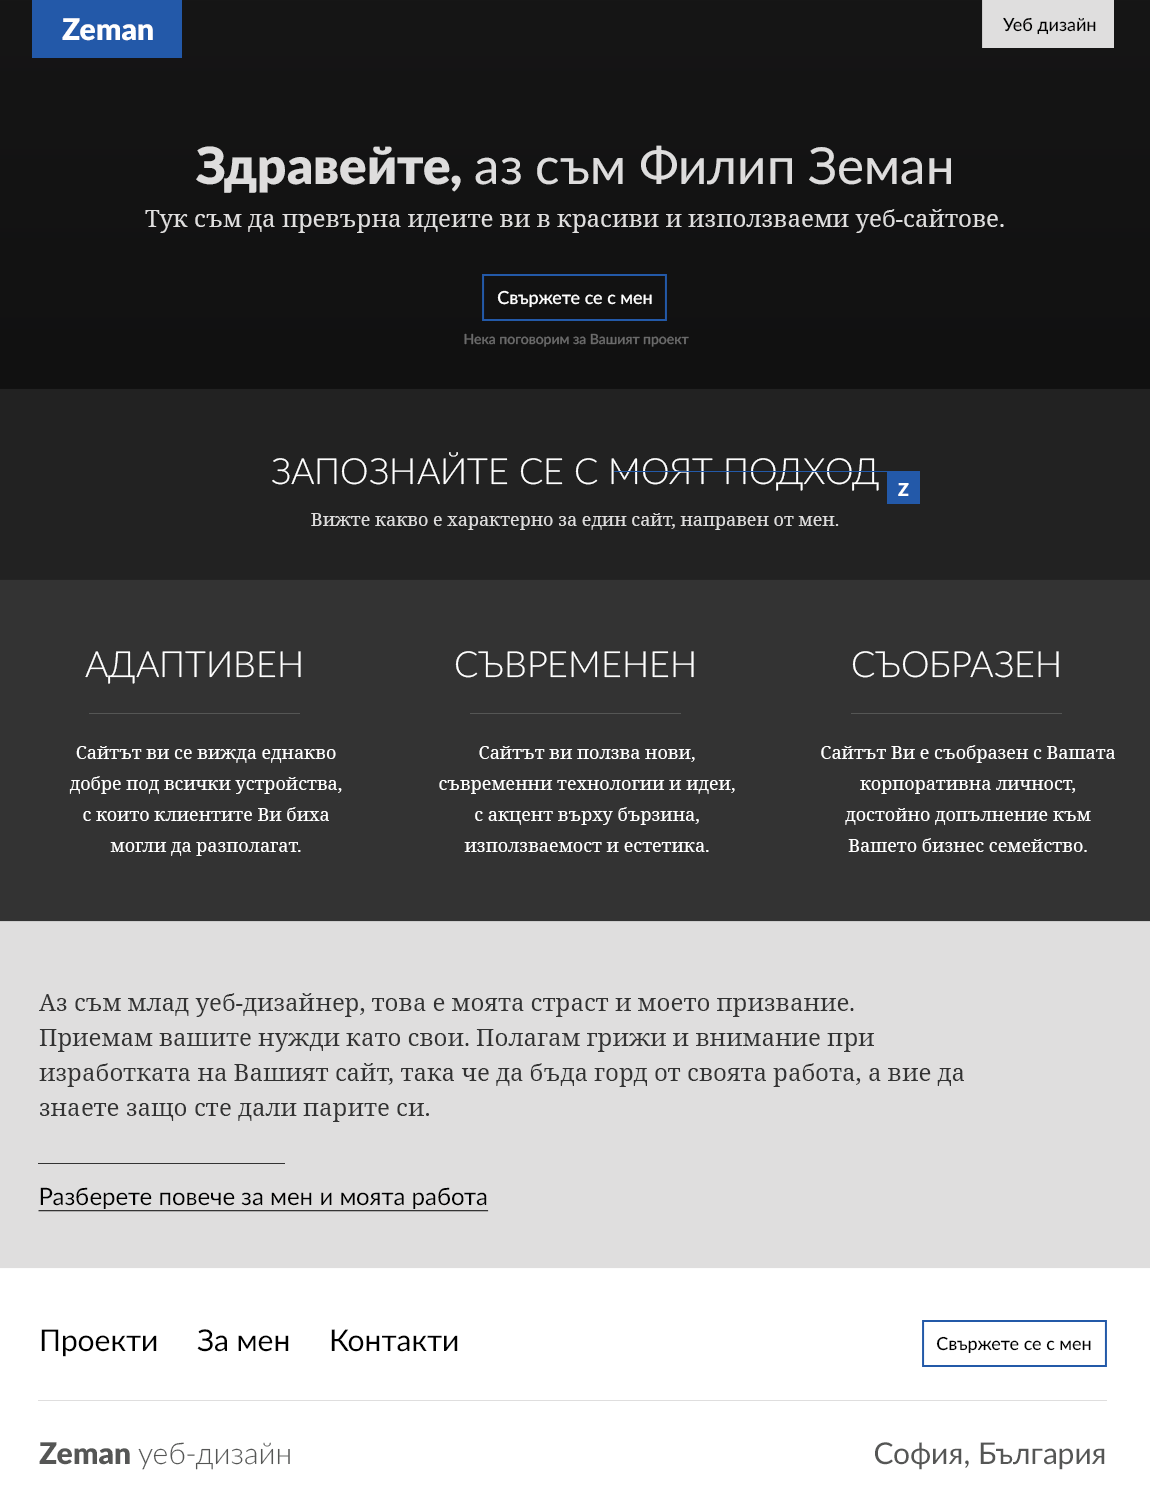 Zeman
Уеб дизайн
Здравейте, аз съм Филип Земан
Тук съм да превърна идеите ви в красиви и използваеми уеб-сайтове.
Свържете се с мен
Нека поговорим за Вашият проект
ЗАПОЗНАЙТЕ СЕ С МОЯТ ПОДХОД
Z
Вижте какво е характерно за един сайт, направен от мен.
АДАПТИВЕН
Сайтът ви се вижда еднакво
добре под всички устройства,
с които клиентите Ви биха
могли да разполагат.
СЪВРЕМЕНЕН
Сайтът ви ползва нови,
съвременни технологии и идеи,
с акцент върху бързина,
използваемост и естетика.
СЪОБРАЗЕН
Сайтът Ви е съобразен с Вашата
корпоративна личност,
достойно допълнение към
Вашето бизнес семейство.
Аз съм млад уеб-дизайнер, това е моята страст и моето призвание.
Приемам вашите нужди като свои. Полагам грижи и внимание при
изработката на Вашият сайт, така че да бъда горд от своята работа, а вие да
знаете защо сте дали парите си.
Разберете повече за мен и моята работа
Проекти За мен Контакти
Свържете се с мен
Zeman уеб-дизайн
София, България